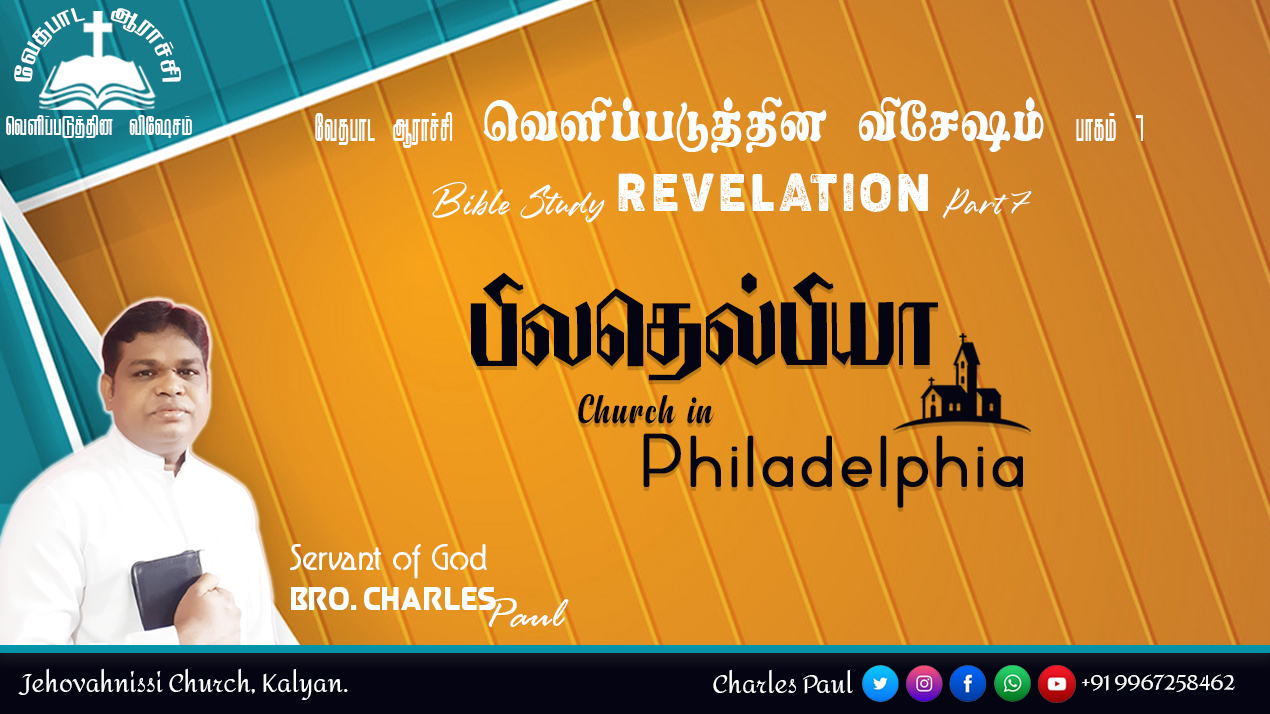 வேதபாட ஆராச்சி
வெளிப்படுத்தின விஷேசம்
வேதபாட ஆராச்சி வெளிப்படுத்தின விசேஷம் பாகம் 7
Bible Study REVELATION Part 7
பிலதெல்பியா
Church in
Philadelphia
Servant of God
BRO. CHARLES Paul
Jehovahnissi Church, Kalyan.
Charles Paul +91 9967258462